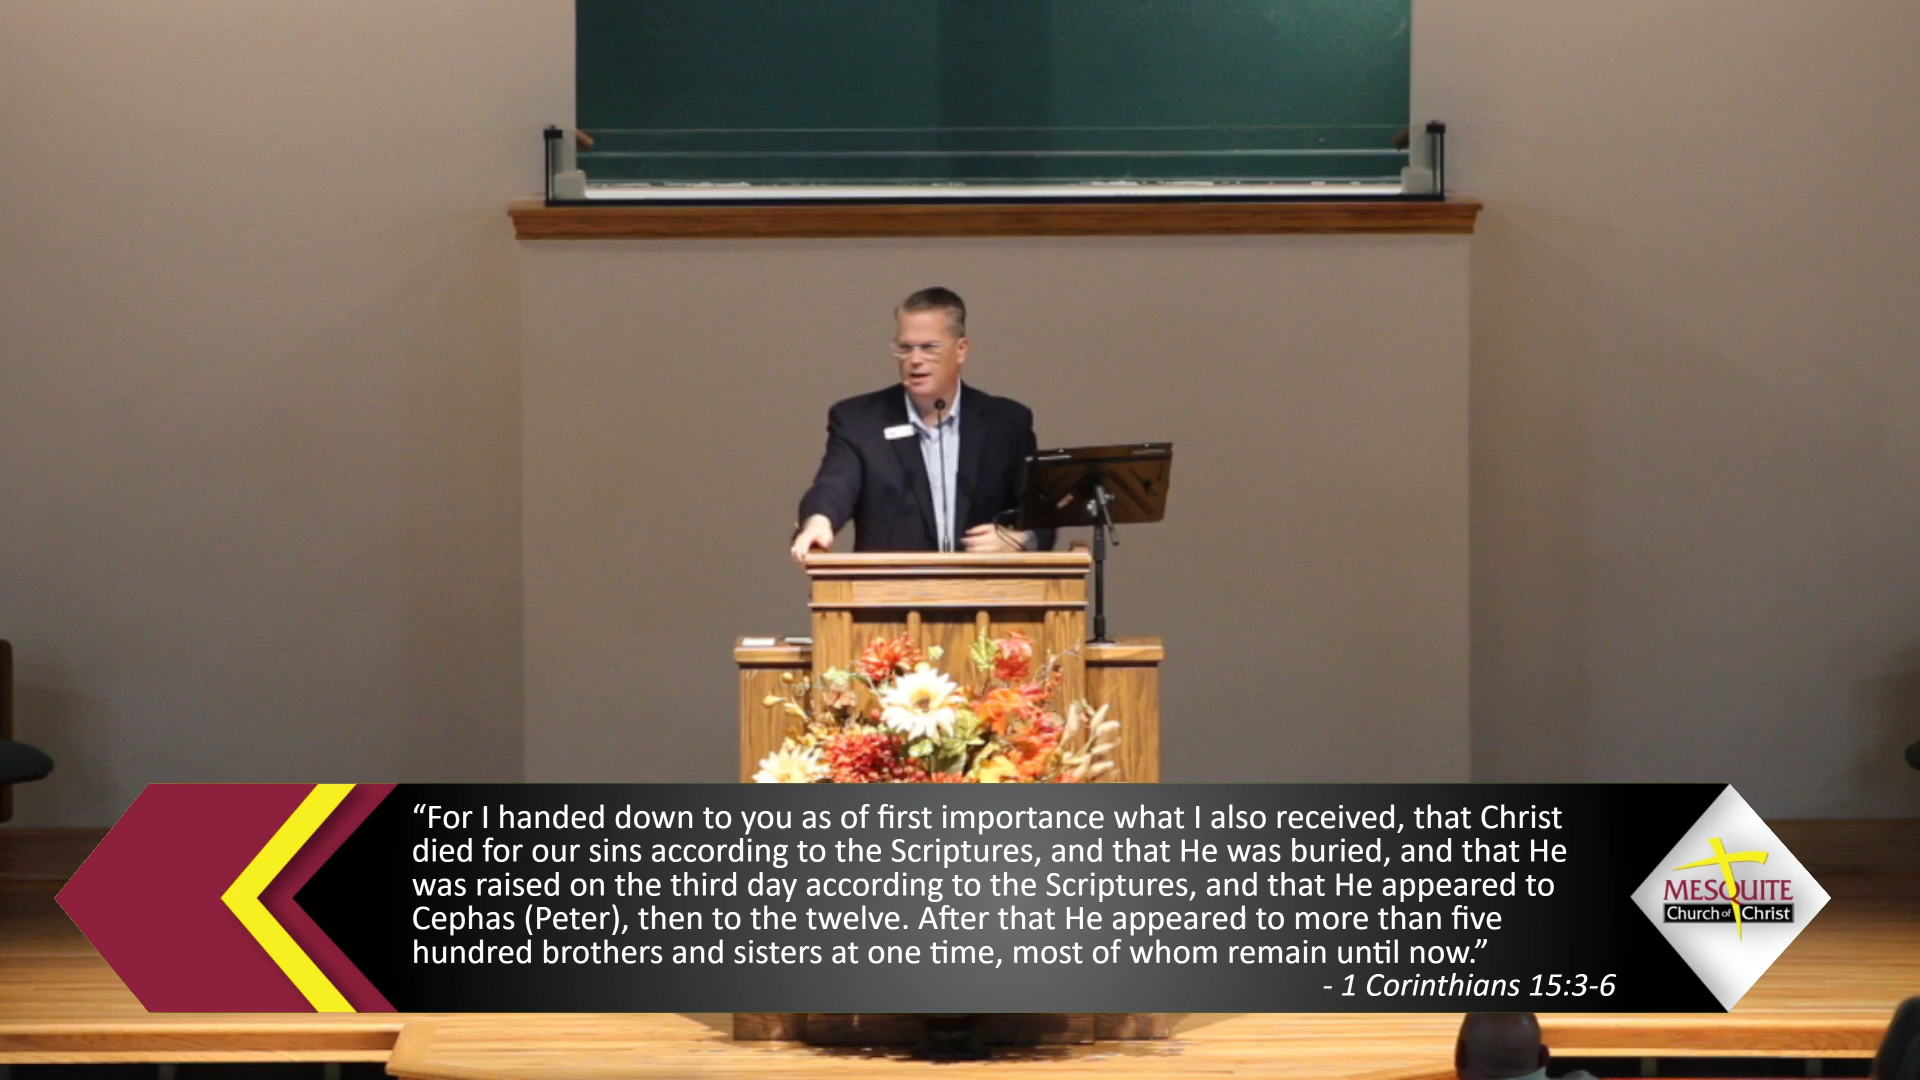 “For I handed down to you as of first importance what I also received, that Christ
died for our sins according to the Scriptures, and that He was buried, and that He
was raised on the third day according to the Scriptures, and that He appeared to
Cephas (Peter), then to the twelve. After that He appeared to more than five
hundred brothers and sisters at one time, most of whom remain until now.”
- 1 Corinthians 15:3-6
MESQUITE
Church of Christ